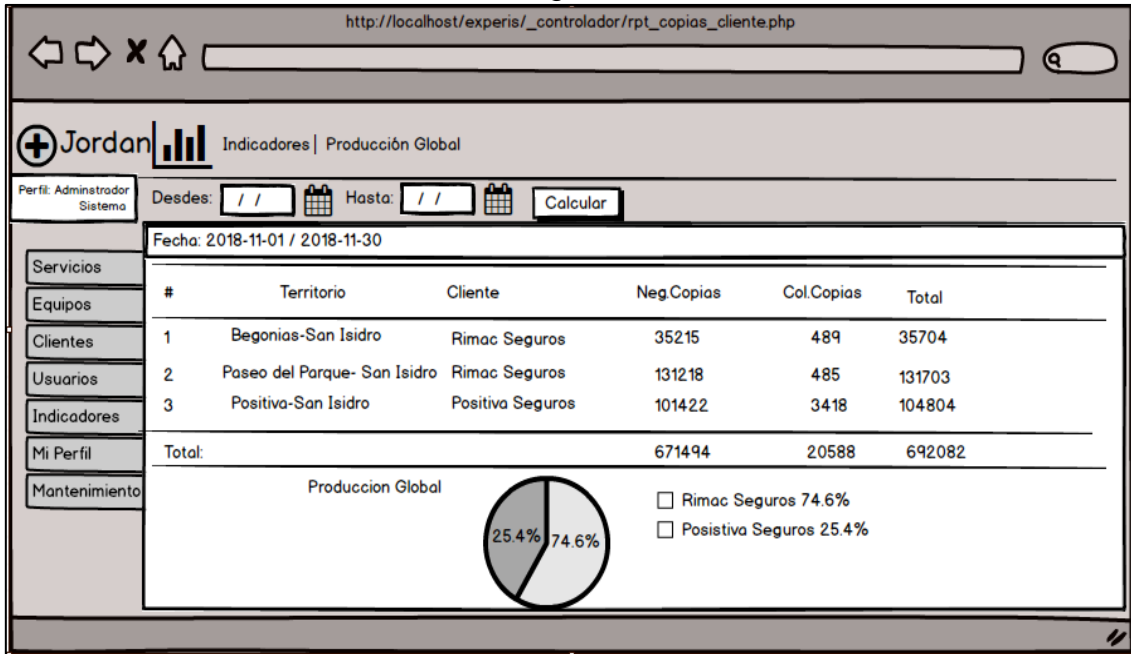 http://localhost/experis/_controlador/rpt_copias_cliente.php
Jordan Indicadores | Producción Global
Perfil: Adminstrador
Sistema
Desdes: / / Hasta: / / Calcular
Fecha: 2018-11-01 / 2018-11-30
Servicios
Equipos
Clientes
Usuarios
Indicadores
Mi Perfil
Mantenimiento
# Territorio Cliente Neg.Copias Col.Copias Total
1 Begonias-San Isidro Rimac Seguros 35215 489 35704
2 Paseo del Parque- San Isidro Rimac Seguros 131218 485 131703
3 Positiva-San Isidro Positiva Seguros 101422 3418 104804
Total: 671494 20588 692082
Produccion Global
25.4% 74.6%
Rimac Seguros 74.6%
Posistiva Seguros 25.4%